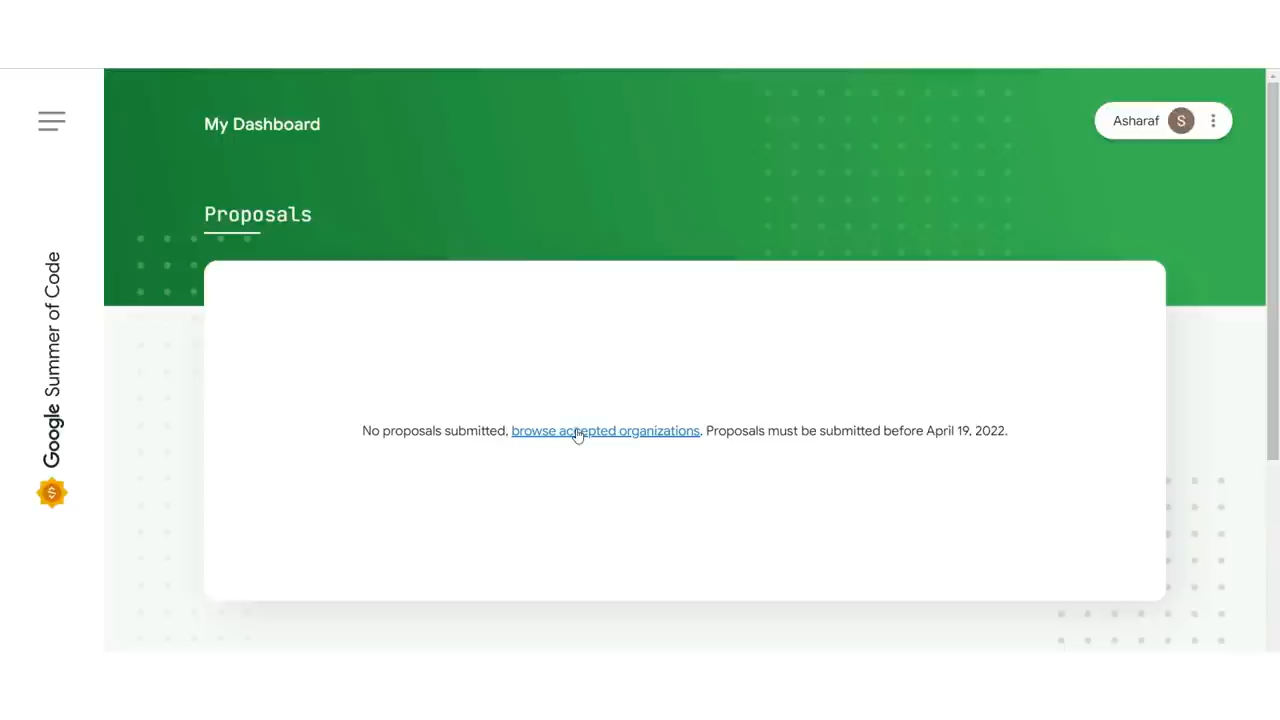 My Dashboard
Asharaf S
Proposals
Google Summer of Code
No proposals submitted, browse accepted organizations. Proposals must be submitted before April 19, 2022.